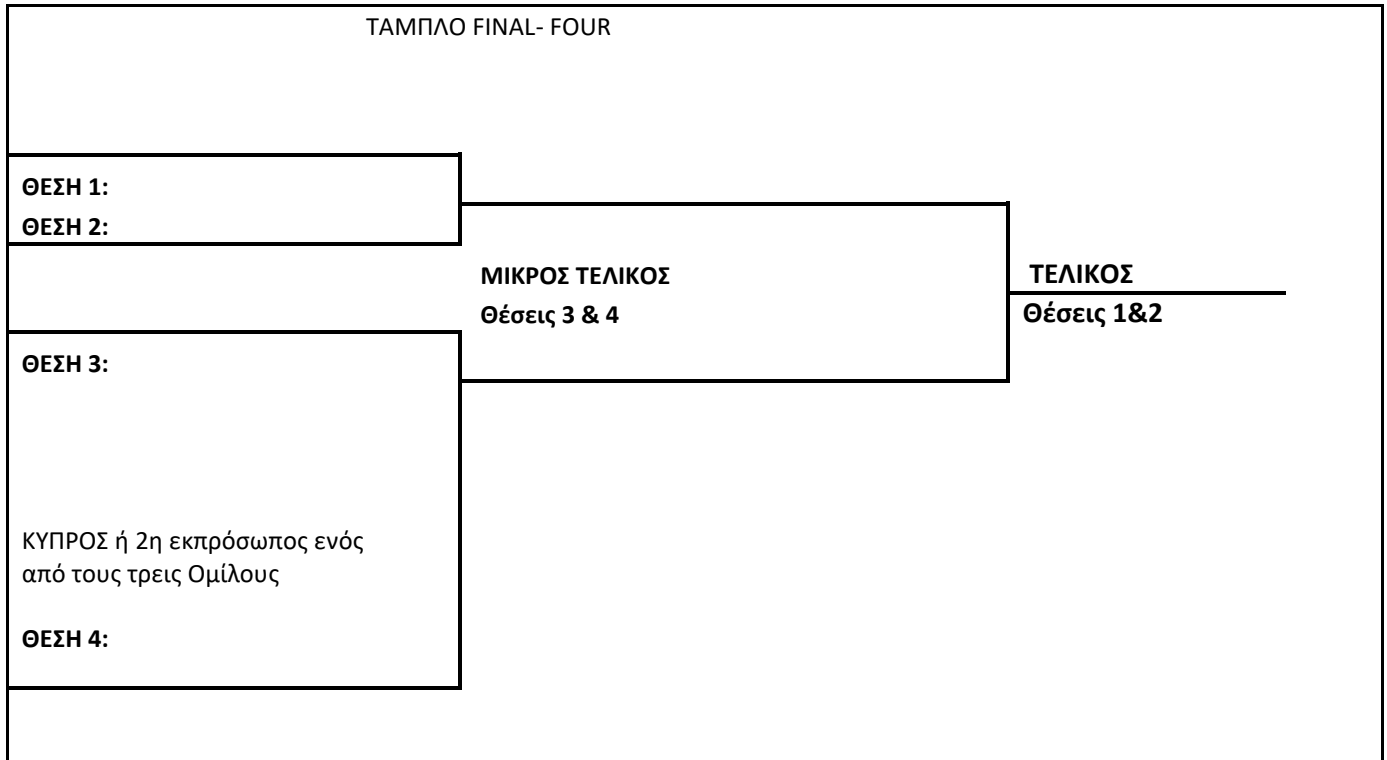 ΤΑΜΠΛΟ FINAL- FOUR
ΘΕΣΗ 1:
ΘΕΣΗ 2:
ΜΙΚΡΟΣ ΤΕΛΙΚΟΣ
Θέσεις 3 & 4
ΤΕΛΙΚΟΣ
Θέσεις 1&2
ΘΕΣΗ 3:
ΚΥΠΡΟΣ ή 2η εκπρόσωπος ενός
από τους τρεις Ομίλους
ΘΕΣΗ 4: